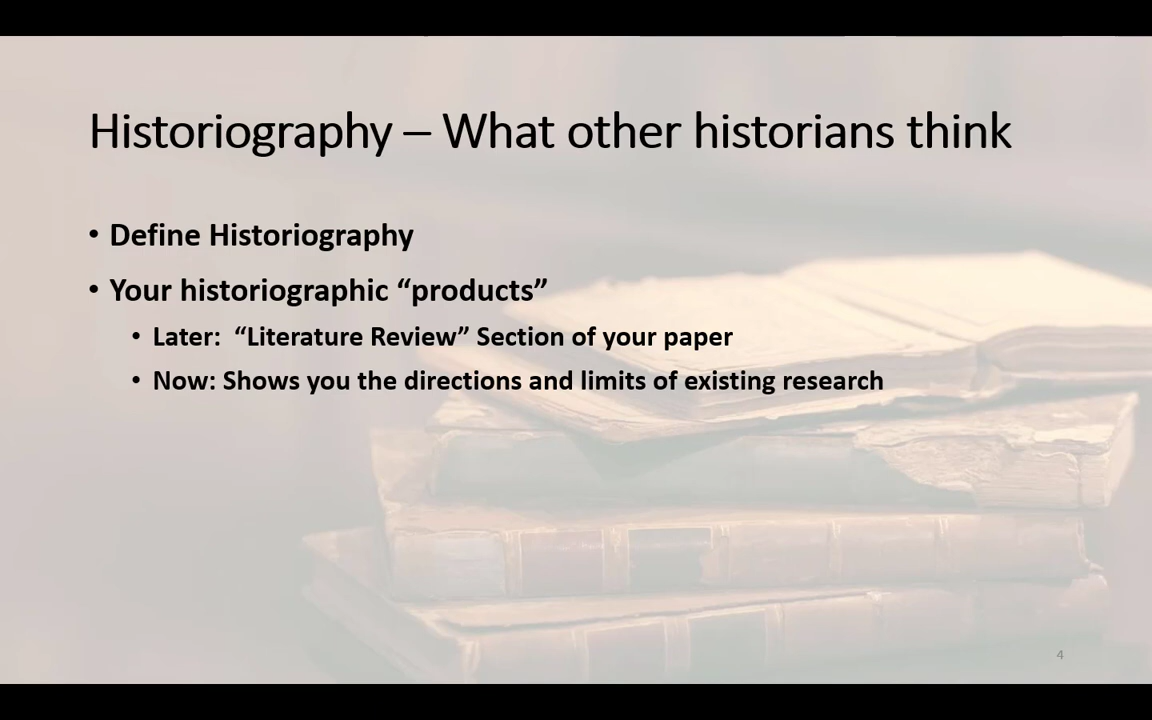 Historiography – What other historians think
• Define Historiography
• Your historiographic “products”
• Later:  “Literature Review” Section of your paper
• Now: Shows you the directions and limits of existing research
4